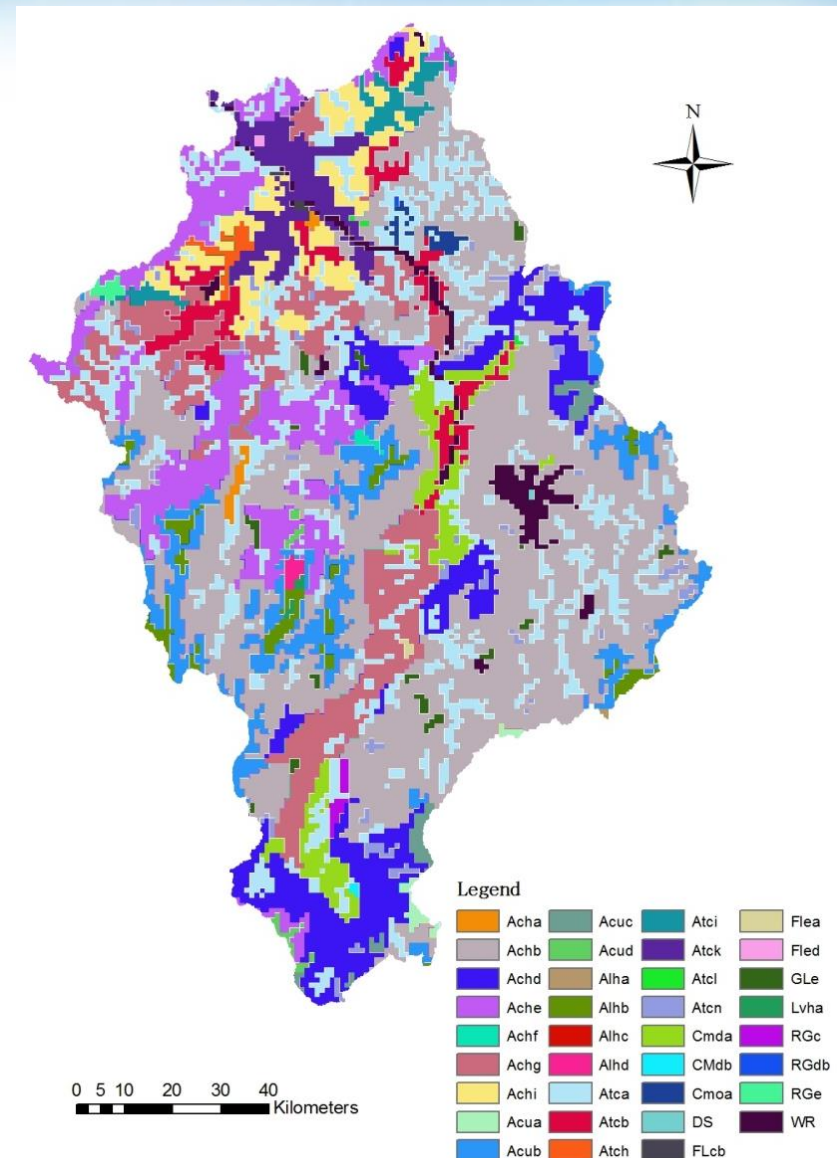 N
Legend
Acha Acuc Atci Flea
Achb Acud Atck Fled
Achd Alha Atcl GLe
Ache Alhb Atcn Lvha
Achf Alhc Cmda RGc
Achg Alhd CMdb RGdb
Achi Atca Cmoa RGe
Acua Atcb DS WR
Acub Atch FLcb
0 5 10 20 30 40
Kilometers